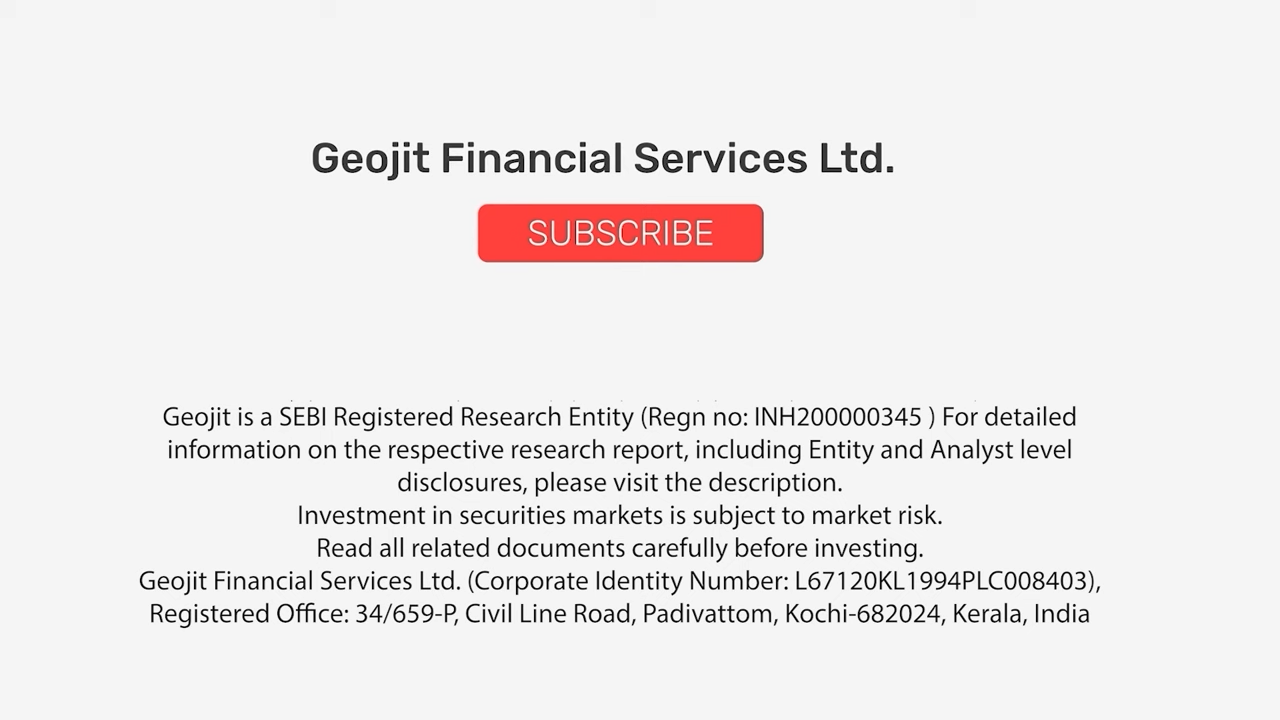 Geojit Financial Services Ltd.
SUBSCRIBE
Geojit is a SEBI Registered Research Entity (Regn no: INH200000345 ) For detailed
information on the respective research report, including Entity and Analyst level
disclosures, please visit the description.
Investment in securities markets is subject to market risk.
Read all related documents carefully before investing.
Geojit Financial Services Ltd. (Corporate Identity Number: L67120KL1994PLC008403),
Registered Office: 34/659-P, Civil Line Road, Padivattom, Kochi-682024, Kerala, India